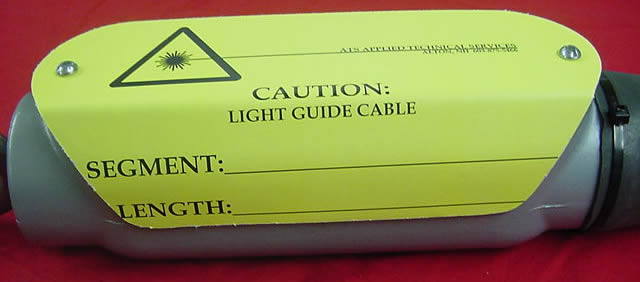 ATS APPLIED TECHNICAL SERVICES
CAUTION:
LIGHT GUIDE CABLE
SEGMENT:
LENGTH: